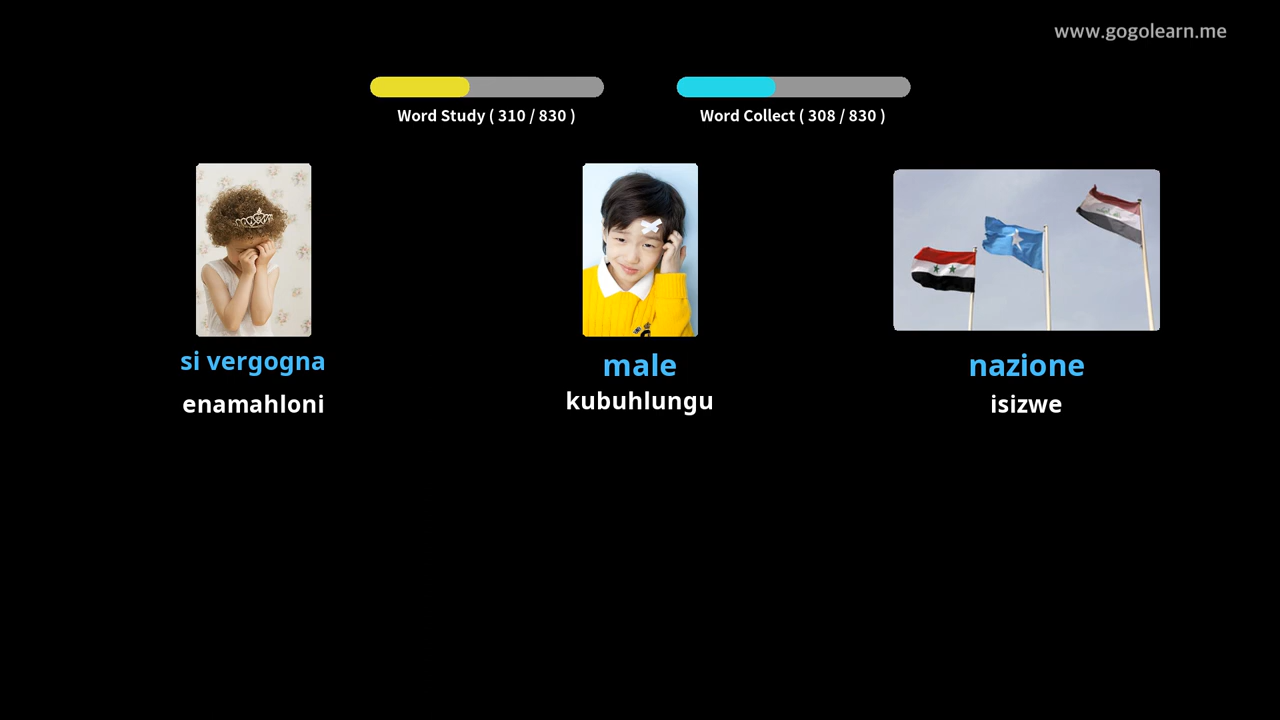 www.gogolearn.me
Word Study ( 310 / 830 )
Word Collect ( 308 / 830 )
si vergogna
male
nazione
enamahloni
kubuhlungu
isizwe